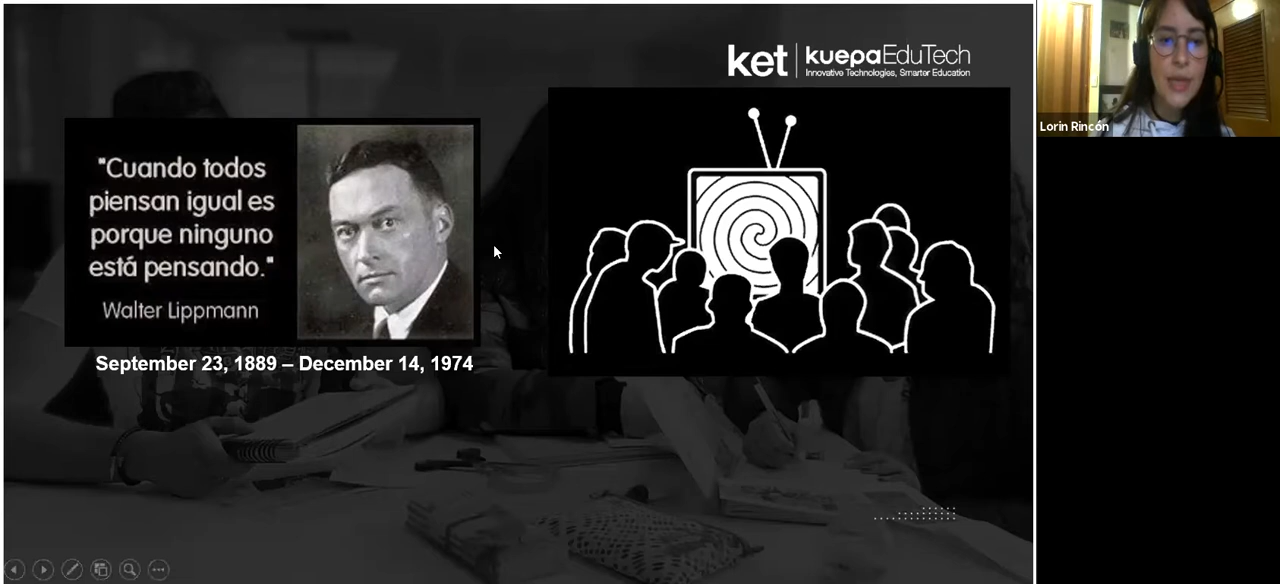 ket kuepaEduTech
Innovative Technologies, Smarter Education
"Cuando todos
piensan igual es
porque ninguno
está pensando."
Walter Lippmann
September 23, 1889 – December 14, 1974
Lorin Rincón